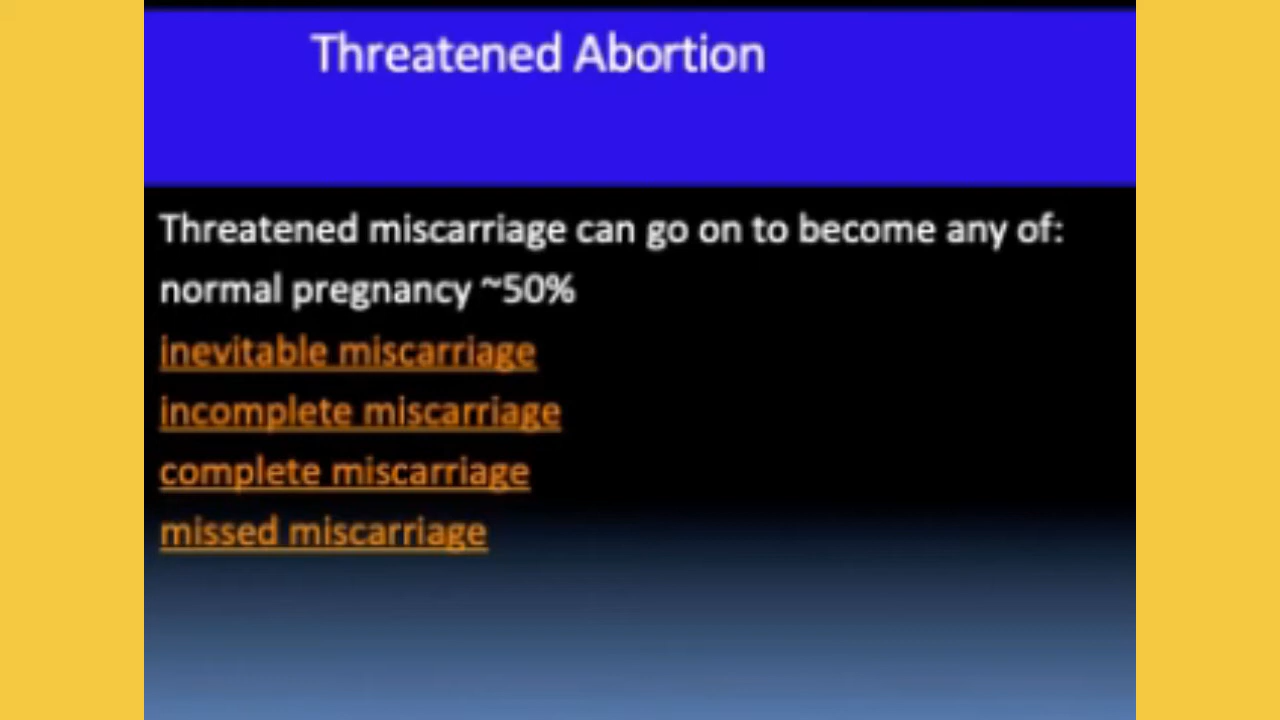 Threatened Abortion
Threatened miscarriage can go on to become any of:
normal pregnancy ~50%
inevitable miscarriage
incomplete miscarriage
complete miscarriage
missed miscarriage